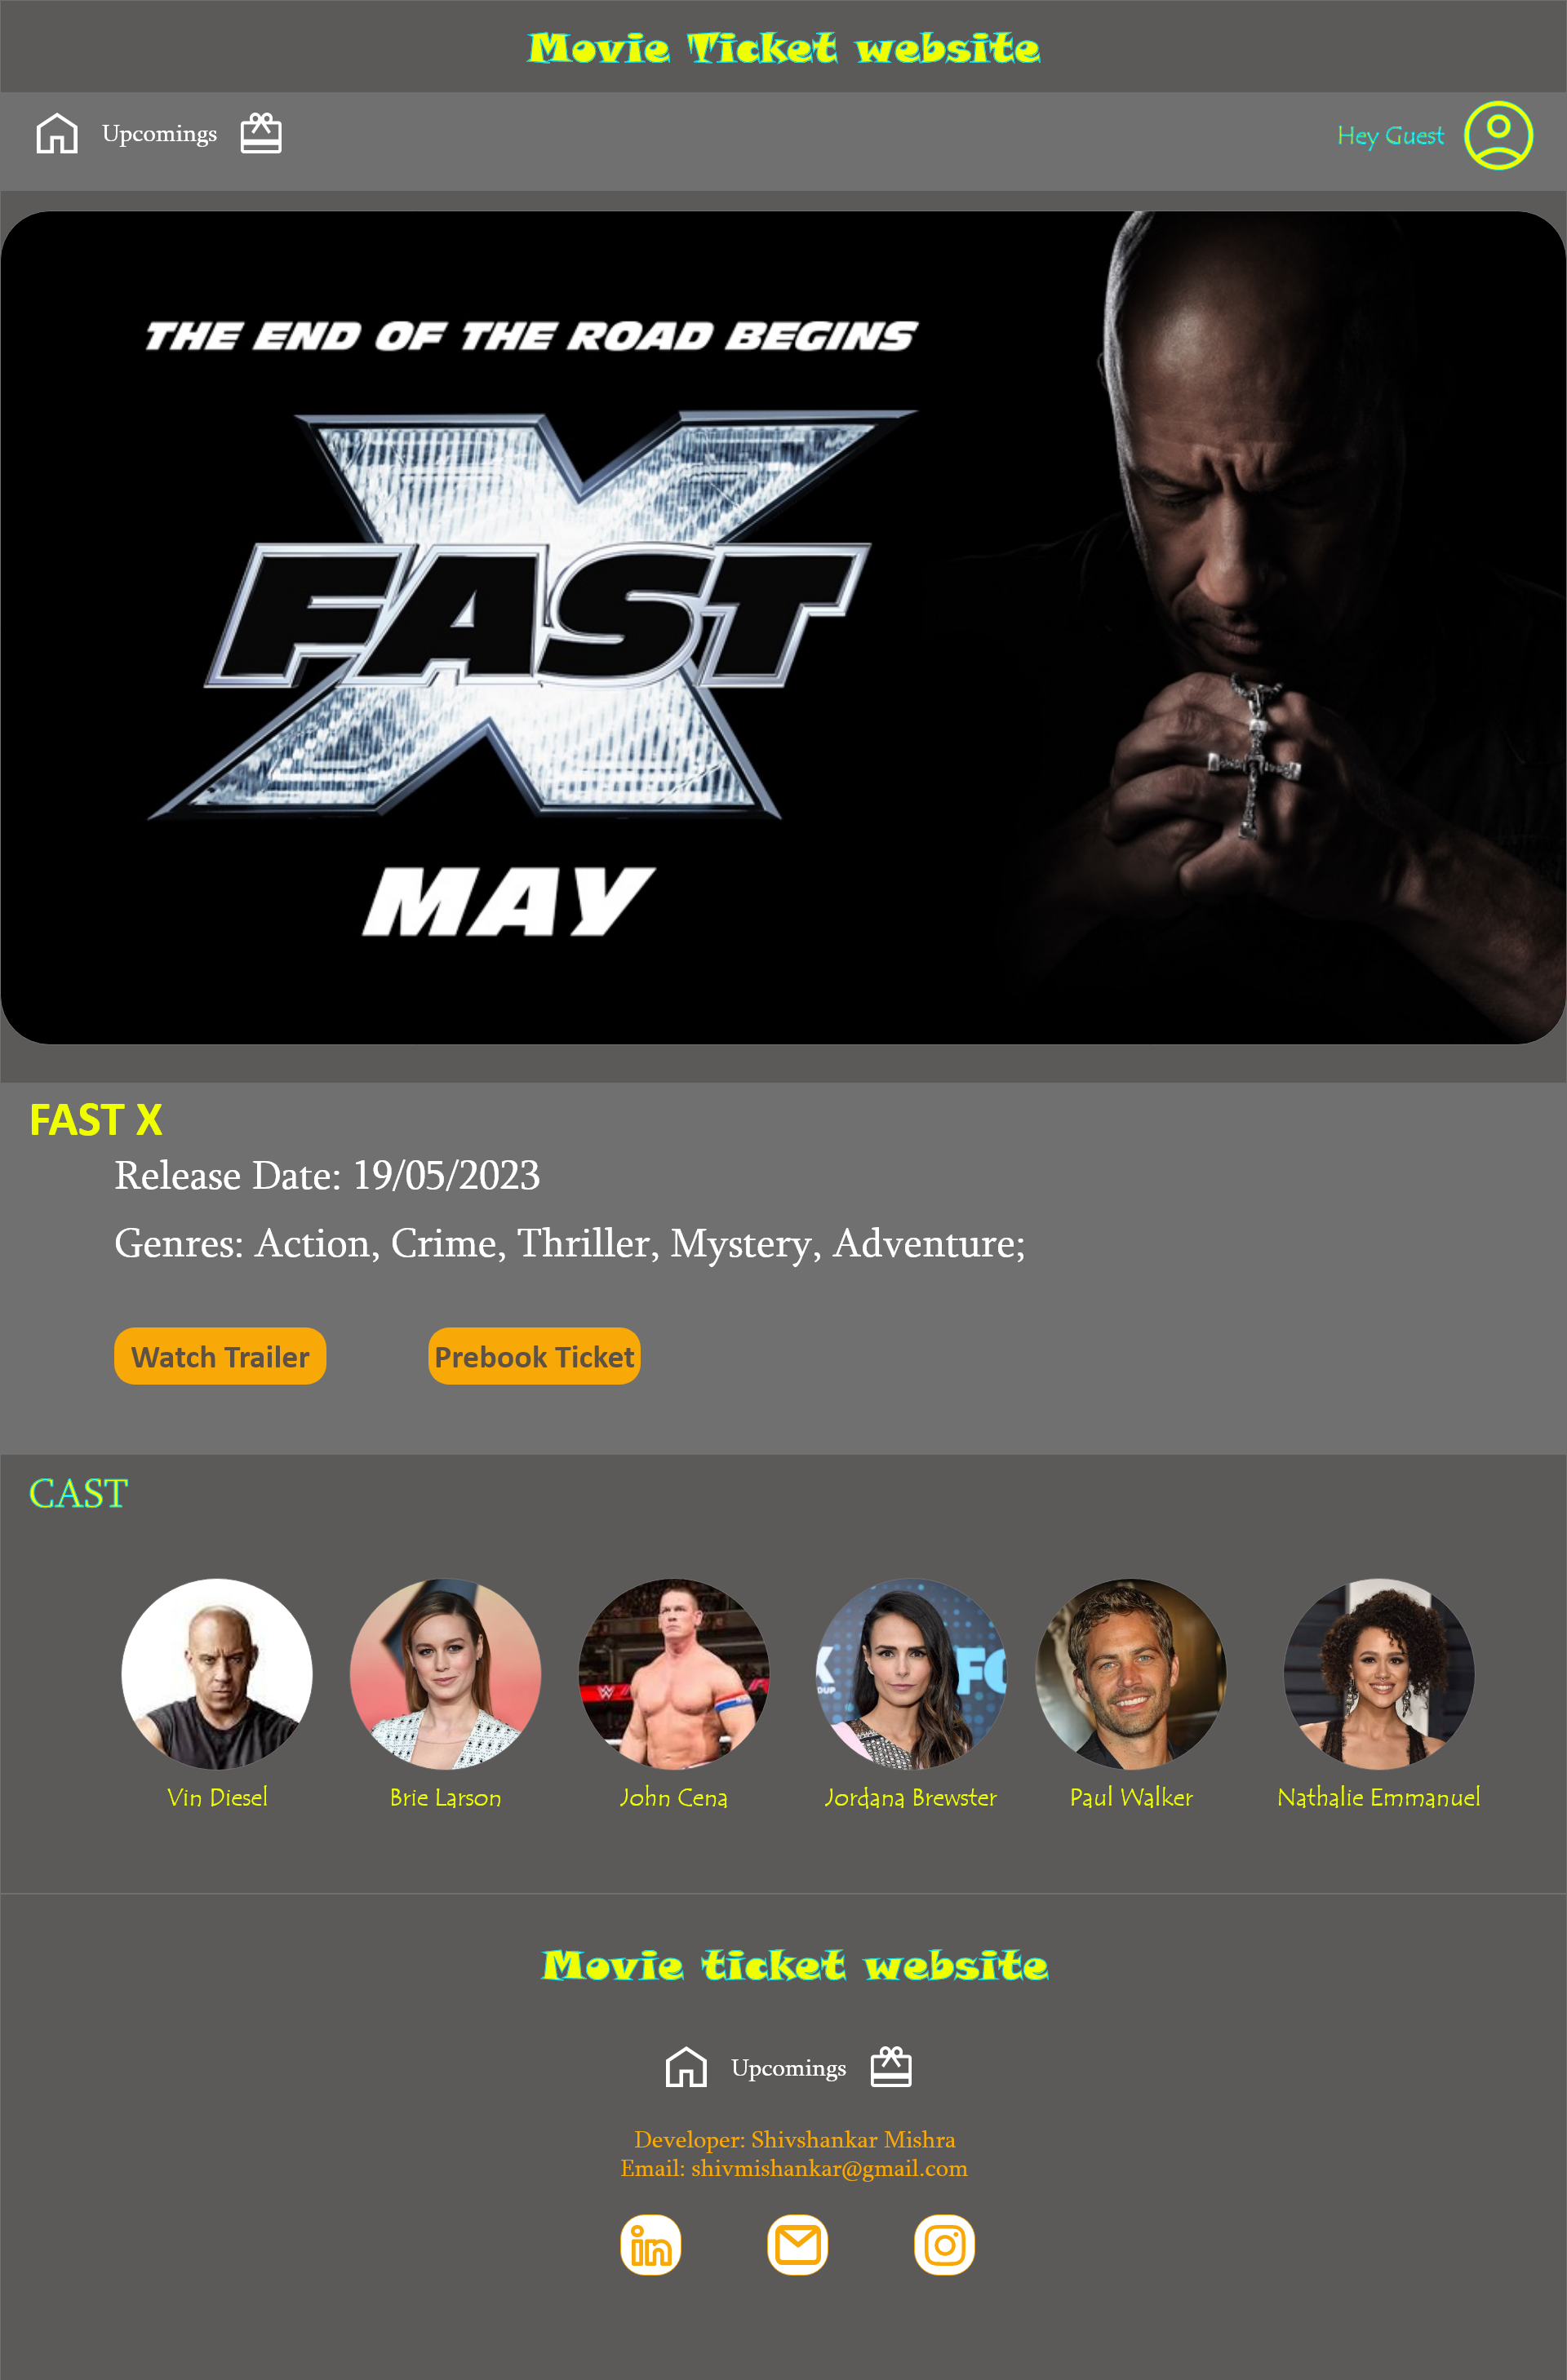 Movie Ticket website
Upcomings
Hey Guest
THE END OF THE ROAD BEGINS
X
FAST
MAY
FAST X
Release Date: 19/05/2023
Genres: Action, Crime, Thriller, Mystery, Adventure;
Watch Trailer
Prebook Ticket
CAST
Vin Diesel
Brie Larson
John Cena
Jordana Brewster
Paul Walker
Nathalie Emmanuel
Movie ticket website
Upcomings
Developer: Shivshankar Mishra
Email: shivmishankar@gmail.com
in